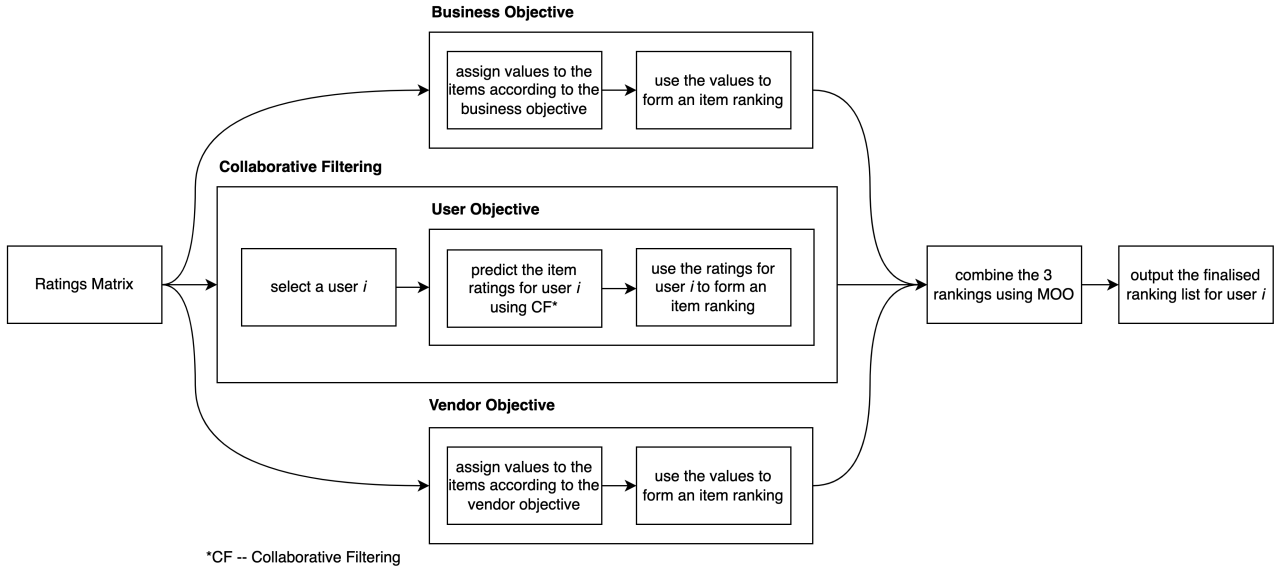 Business Objective
assign values to the
items according to the
business objective
use the values to
form an item ranking
Collaborative Filtering
User Objective
Ratings Matrix
select a user i
predict the item
ratings for user i
using CF*
use the ratings for
user i to form an
item ranking
combine the 3
rankings using MOO
output the finalised
ranking list for user i
Vendor Objective
assign values to the
items according to the
vendor objective
use the values to
form an item ranking
*CF -- Collaborative Filtering